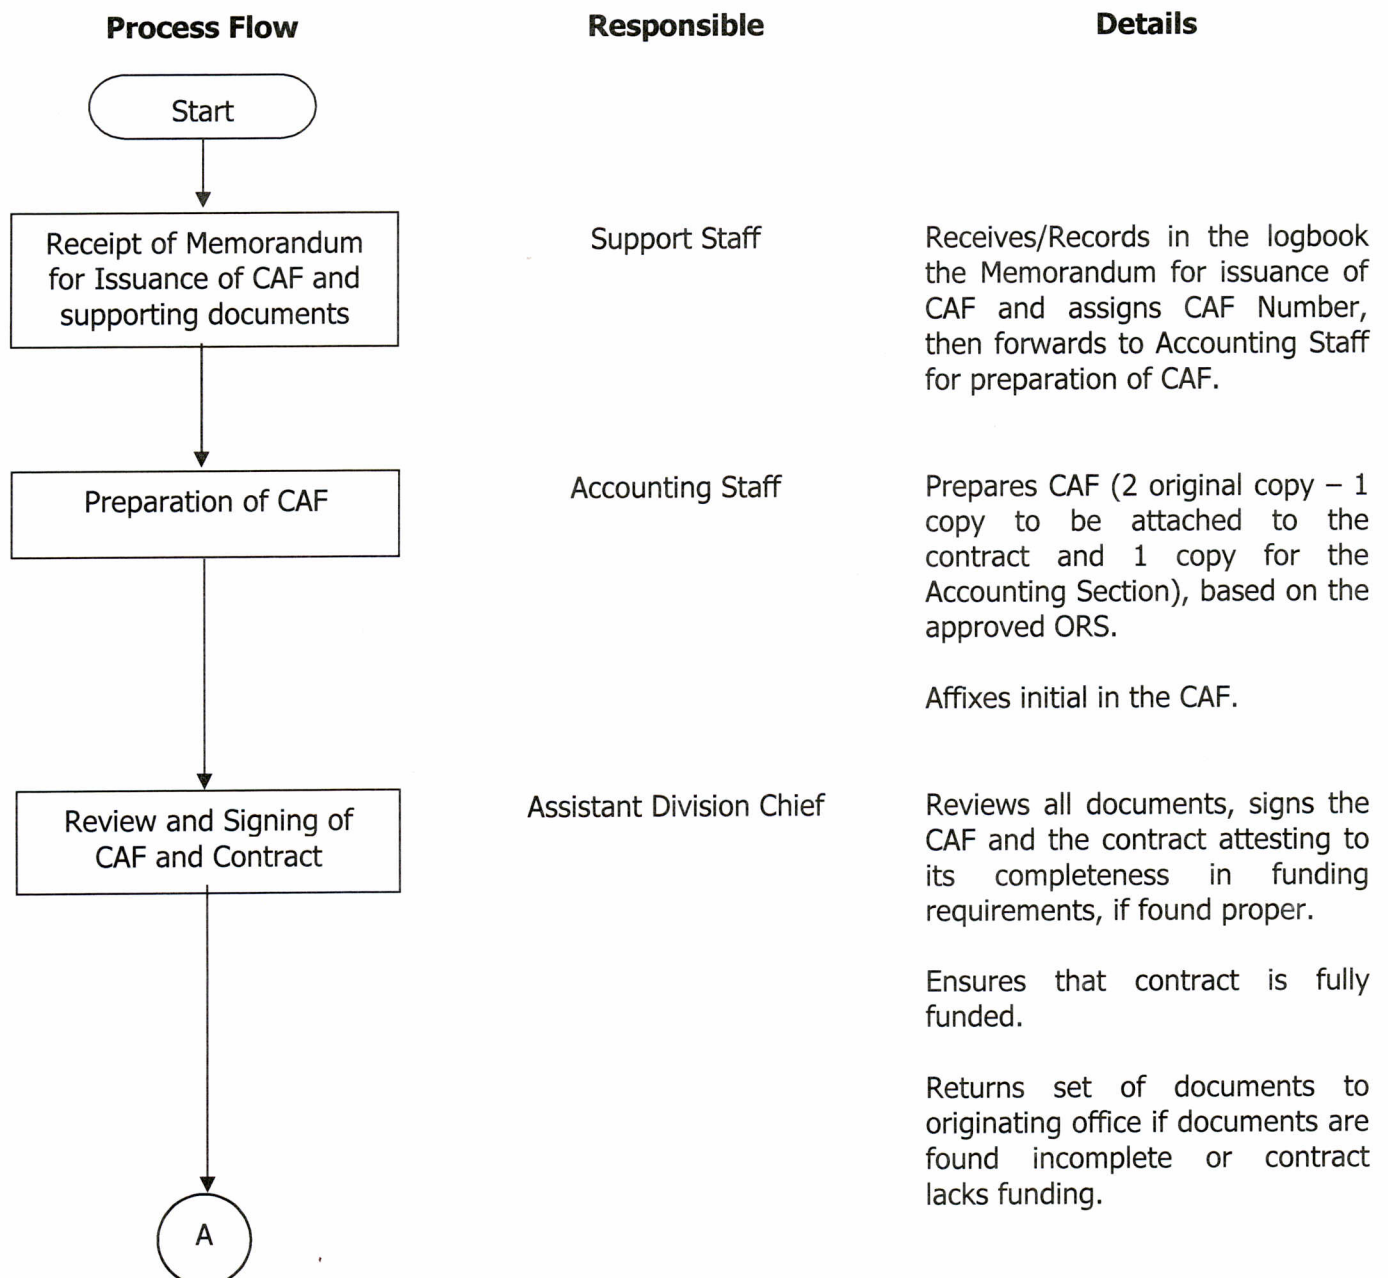 Process Flow
Responsible
Details
Start
Receipt of Memorandum
for Issuance of CAF and
supporting documents
Support Staff
Receives/Records in the logbook
the Memorandum for issuance of
CAF and assigns CAF Number,
then forwards to Accounting Staff
for preparation of CAF.
Preparation of CAF
Accounting Staff
Prepares CAF (2 original copy – 1
copy to be attached to the
contract and 1 copy for the
Accounting Section), based on the
approved ORS.
Affixes initial in the CAF.
Review and Signing of
CAF and Contract
Assistant Division Chief
Reviews all documents, signs the
CAF and the contract attesting to
its completeness in funding
requirements, if found proper.
Ensures that contract is fully
funded.
Returns set of documents to
originating office if documents are
found incomplete or contract
lacks funding.
A